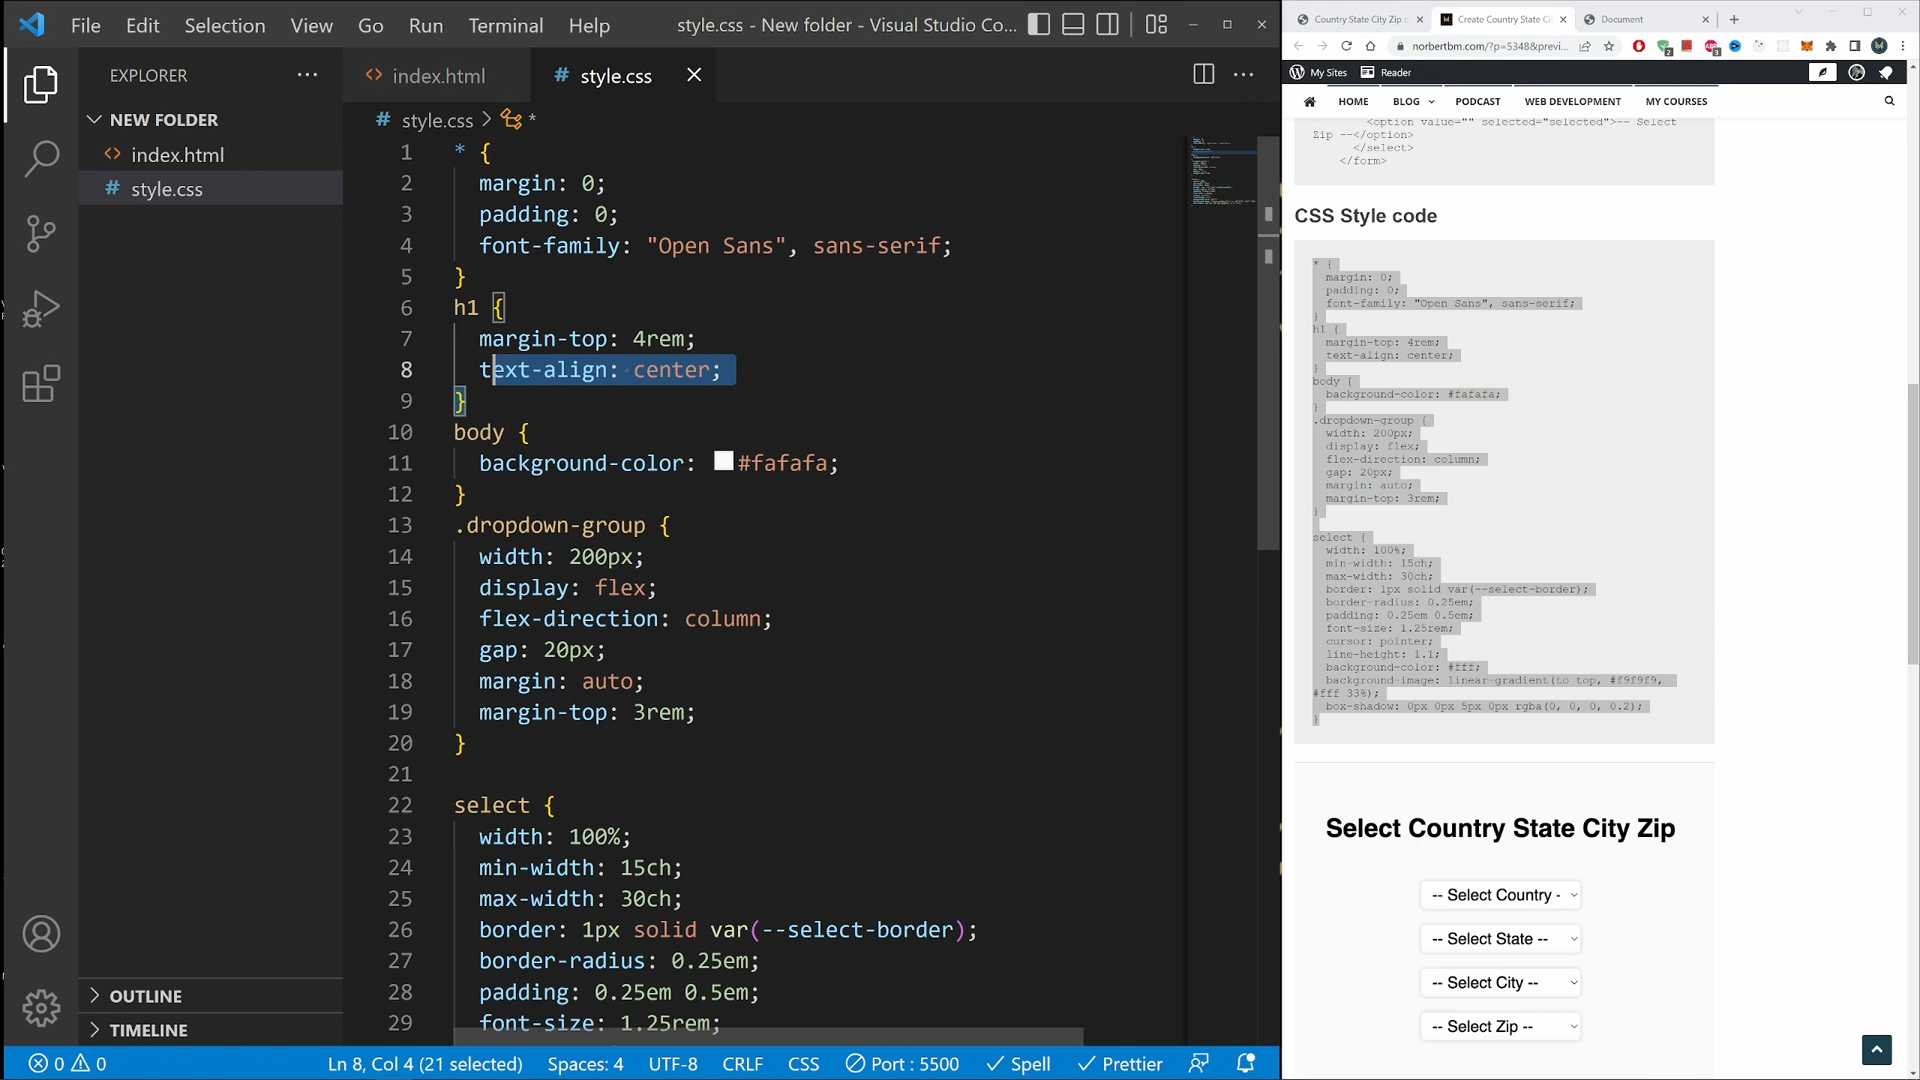 File Edit Selection View Go Run Terminal Help
style.css - New folder - Visual Studio Co...
EXPLORER
NEW FOLDER
index.html
style.css
OUTLINE
TIMELINE
index.html
# style.css
# style.css > *
1 * {
2 margin: 0;
3 padding: 0;
4 font-family: "Open Sans", sans-serif;
5 }
6 h1 {
7 margin-top: 4rem;
8 text-align: center;
9 }
10 body {
11 background-color: #fafafa;
12 }
13 .dropdown-group {
14 width: 200px;
15 display: flex;
16 flex-direction: column;
17 gap: 20px;
18 margin: auto;
19 margin-top: 3rem;
20 }
21
22 select {
23 width: 100%;
24 min-width: 15ch;
25 max-width: 30ch;
26 border: 1px solid var(--select-border);
27 border-radius: 0.25em;
28 padding: 0.25em 0.5em;
29 font-size: 1.25rem;
0 0 Ln 8, Col 4 (21 selected) Spaces: 4 UTF-8 CRLF CSS Port : 5500 Spell Prettier
Country State City Zip
Create Country State Ci
Document
norbertbm.com/?p=5348&previ...
My Sites Reader
HOME BLOG PODCAST WEB DEVELOPMENT MY COURSES
<option value="" selected="selected">-- Select
Zip --</option>
</select>
</form>
CSS Style code
* {
margin: 0;
padding: 0;
font-family: "Open Sans", sans-serif;
}
h1 {
margin-top: 4rem;
text-align: center;
}
body {
background-color: #fafafa;
}
.dropdown-group {
width: 200px;
display: flex;
flex-direction: column;
gap: 20px;
margin: auto;
margin-top: 3rem;
}
select {
width: 100%;
min-width: 15ch;
max-width: 30ch;
border: 1px solid var(--select-border);
border-radius: 0.25em;
padding: 0.25em 0.5em;
font-size: 1.25rem;
cursor: pointer;
line-height: 1.1;
background-color: #fff;
background-image: linear-gradient(to top, #f9f9f9,
#fff 33%);
box-shadow: 0px 0px 5px 0px rgba(0, 0, 0, 0.2);
}
Select Country State City Zip
-- Select Country -
-- Select State --
-- Select City --
-- Select Zip --